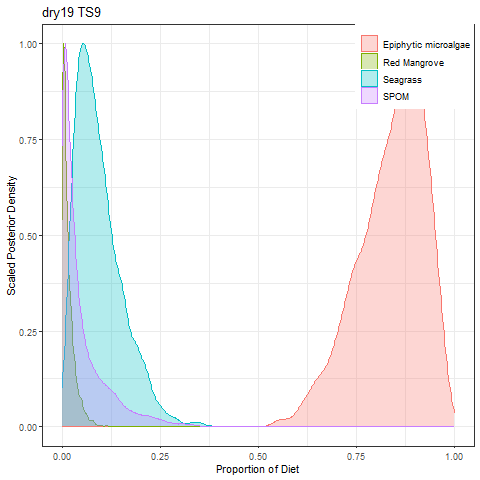 dry19 TS9
Epiphytic microalgae
Red Mangrove
Seagrass
SPOM
1.00
0.75
0.50
0.25
0.00
Scaled Posterior Density
0.00 0.25 0.50 0.75 1.00
Proportion of Diet